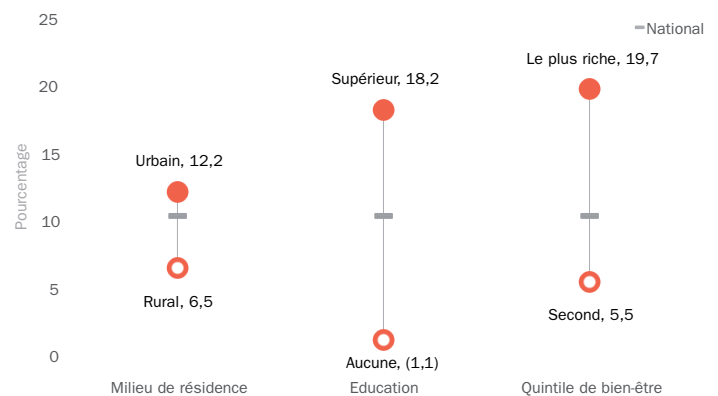 25
National
Le plus riche, 19,7
Supérieur, 18,2
20
15
Urbain, 12,2
Pourcentage
10
5
Rural, 6,5
Second, 5,5
0
Aucune, (1,1)
Milieu de résidence
Education
Quintile de bien-être